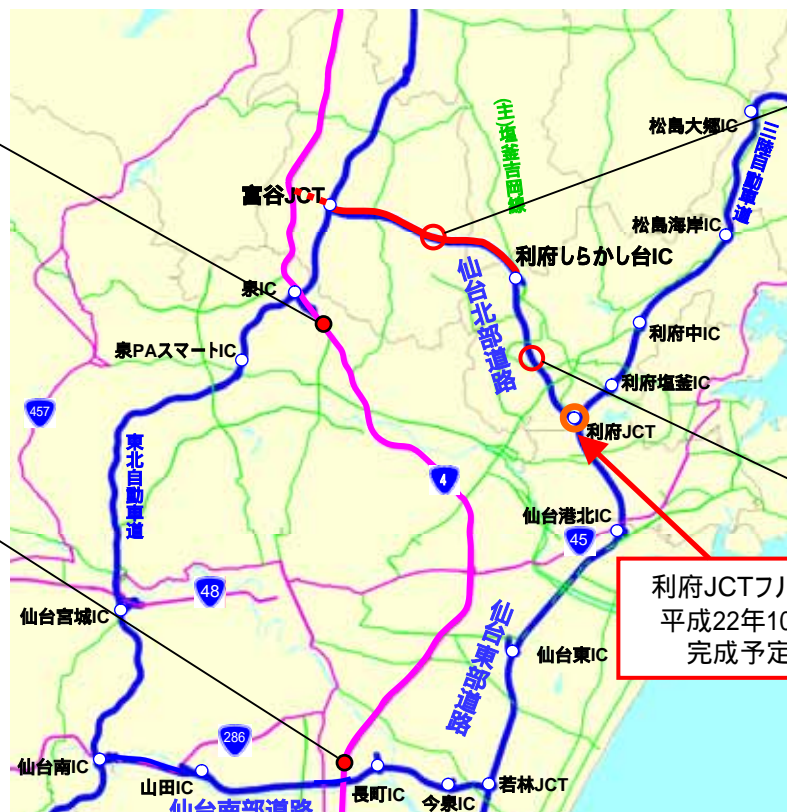 松島大郷IC
三陸自動車道
(主)塩釜吉岡線
富谷JCT
松島海岸IC
利府しらかし台IC
仙台北部道路
泉IC
利府中IC
泉PAスマートIC
利府塩釜IC
457
利府JCT
東北自動車道
4
仙台港北IC
45
利府JCTフル
平成22年10
完成予定
48
仙台宮城IC
仙台東部道路
仙台東IC
286
仙台南IC
山田IC
長町IC
今泉IC
若林JCT
仙台南部道路